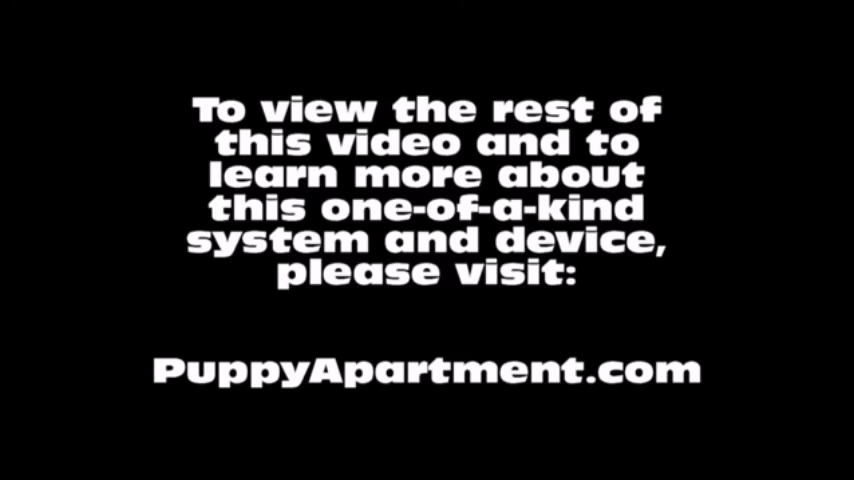 To view the rest of
this video and to
learn more about
this one-of-a-kind
system and device,
please visit:
PuppyApartment.com